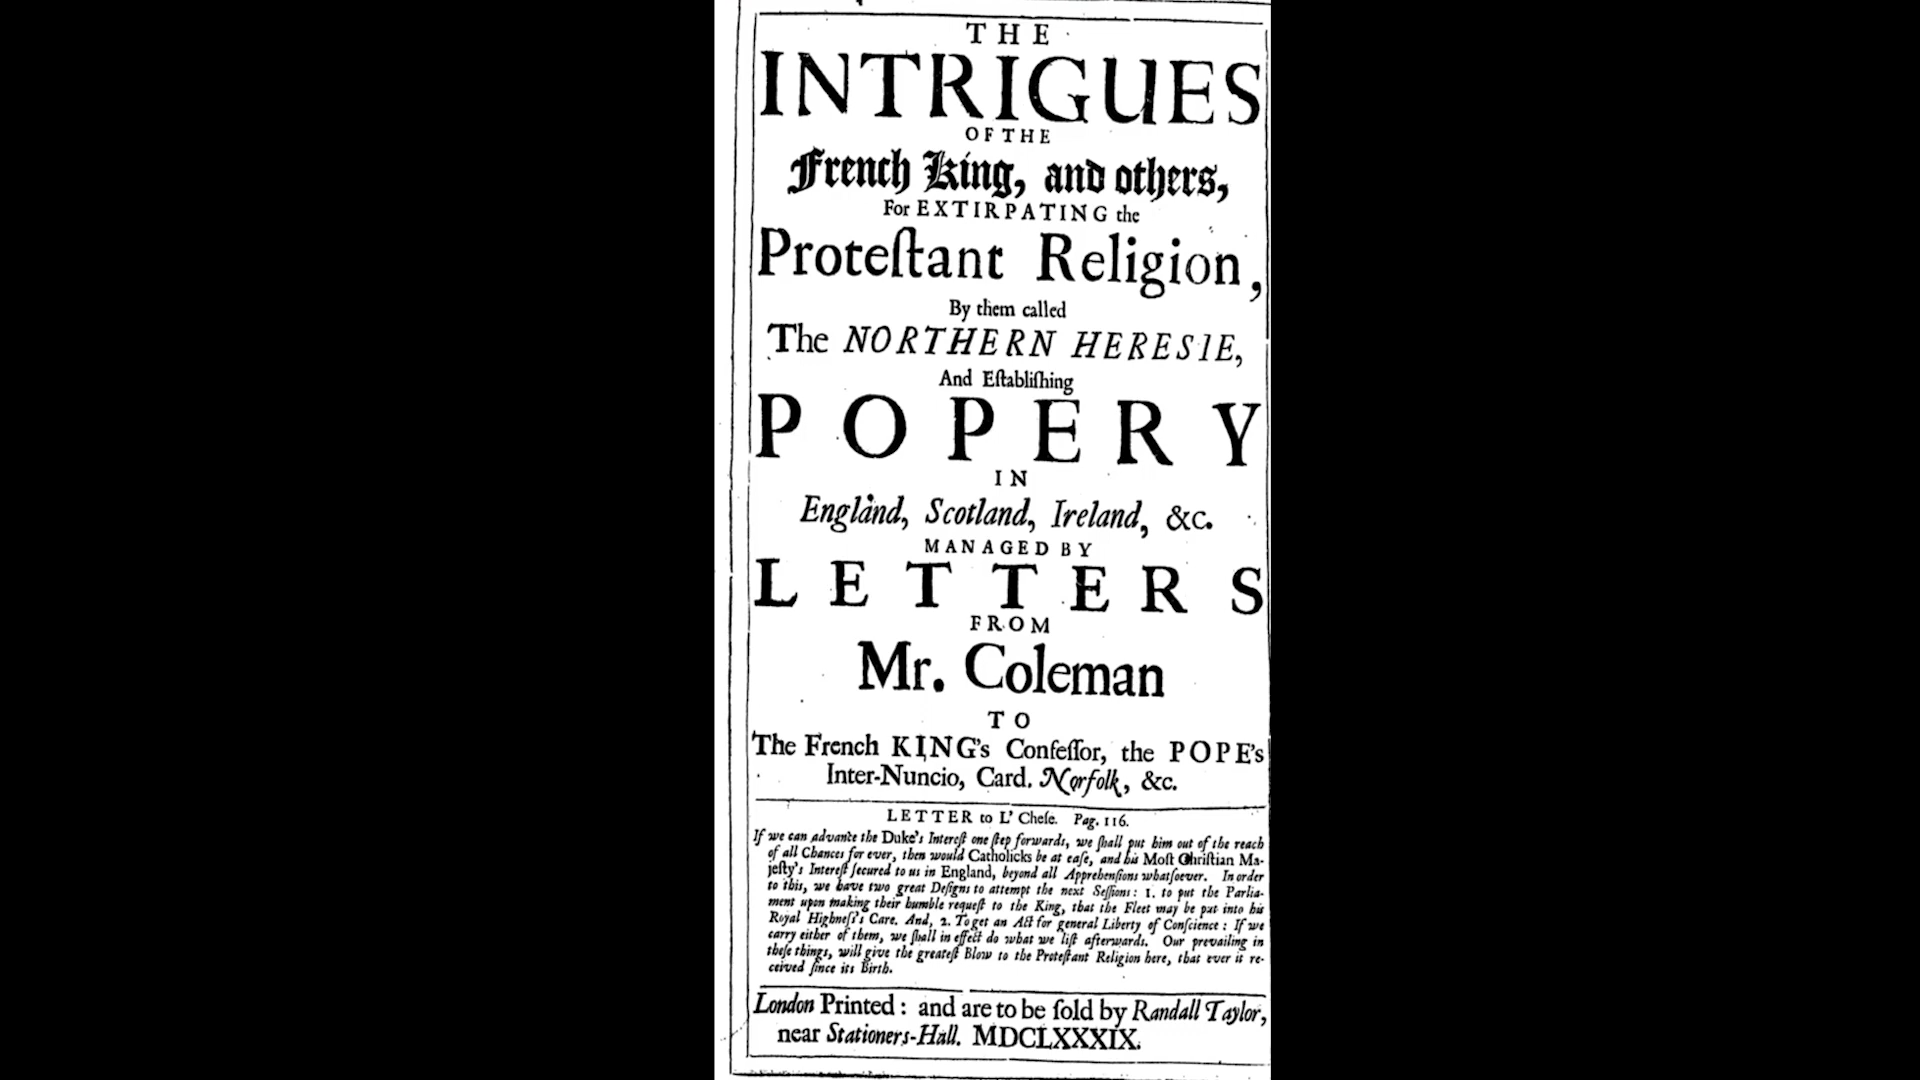 THE
INTRIGUES
OF THE
French King, and others,
For EXTIRPATING the
Proteſtant Religion,
By them called
The NORTHERN HERESIE,
And Eſtabliſhing
POPERY
IN
England, Scotland, Ireland, &c.
MANAGED BY
LETTERS
FROM
Mr. Coleman
TO
The French KING's Confeſſor, the POPE's
Inter-Nuncio, Card. Norfolk, &c.
LETTER to L' Cheſe. Pag. 116.
If we can advance the Duke's Intereſt one ſtep forwards, we ſhall put him out of the reach
of all Chances for ever, then would Catholicks be at eaſe, and his Moſt Chriſtian Ma-
jeſty's Intereſt ſecured to us in England, beyond all Apprehenſions whatſoever. In order
to this, we have two great Deſigns to attempt the next Seſſions: 1. to put the Parlia-
ment upon making their humble requeſt to the King, that the Fleet may be put into his
Royal Highneſs's Care. And, 2. To get an Act for general Liberty of Conſcience: If we
carry either of them, we ſhall in effect do what we liſt afterwards. Our prevailing in
theſe things, will give the greateſt Blow to the Proteſtant Religion here, that ever it re-
ceived ſince its Birth.
London Printed: and are to be ſold by Randall Taylor,
near Stationers-Hall. MDCLXXXIX.